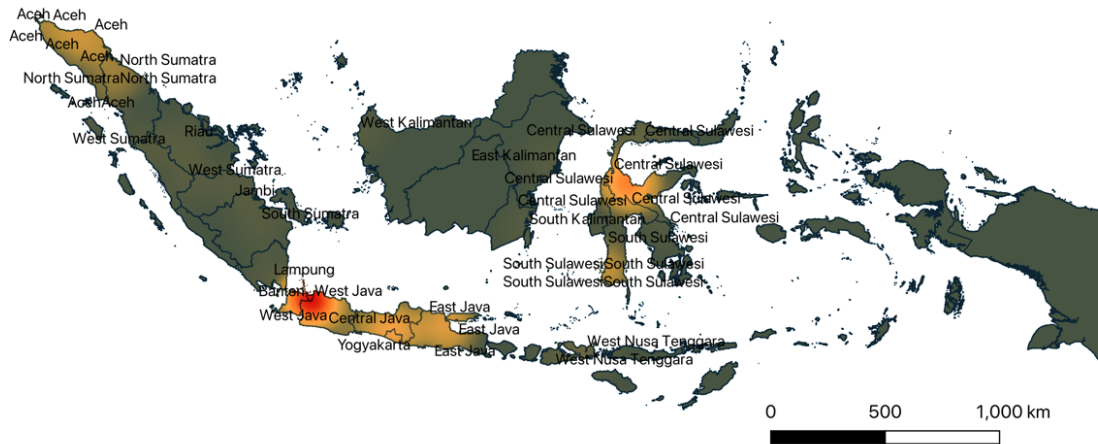 Aceh Aceh
Aceh
Aceh
Aceh
Aceh
North Sumatra
North Sumatra North Sumatra
Aceh Aceh
West Kalimantan
Riau
Central Sulawesi
Central Sulawesi
West Sumatra
East Kalimantan
Central Sulawesi
West Sumatra
Central Sulawesi
Jambi
Central Sulawesi
Central Sulawesi
South Sumatra
South Kalimantan
Central Sulawesi
South Sulawesi
South Sulawesi South Sulawesi
Lampung
South Sulawesi South Sulawesi
Banten
West Java
East Java
West Java
Central Java
East Java
Yogyakarta
West Nusa Tenggara
East Java
West Nusa Tenggara
0 500 1,000 km